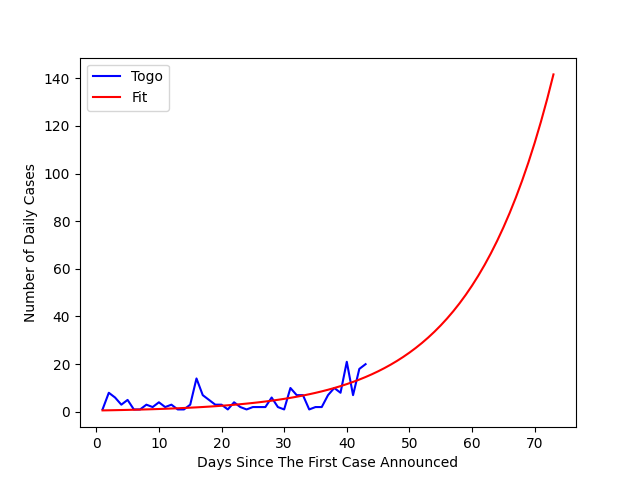 Togo
Fit
140
120
100
80
60
40
20
0
Number of Daily Cases
0 10 20 30 40 50 60 70
Days Since The First Case Announced